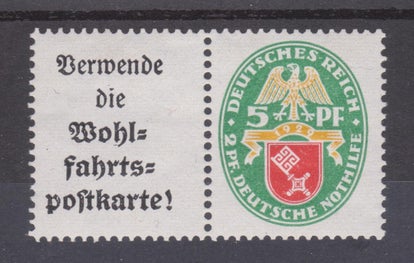 Verwende
die
Wohl=
fahrts=
postkarte!
DEUTSCHES REICH
5 PF
1929
2 PF. DEUTSCHE NOTHILFE